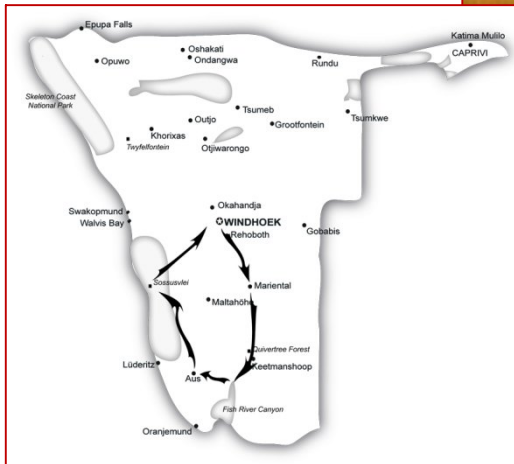 Epupa Falls
Katima Mulilo
CAPRIVI
Oshakati
Ondangwa
Opuwo
Rundu
Skeleton Coast
National Park
Tsumeb
Tsumkwe
Outjo
Grootfontein
Khorixas
Twyfelfontein
Otjiwarongo
Okahandja
Swakopmund
WINDHOEK
Walvis Bay
Rehoboth
Gobabis
Sossusvlei
Mariental
Maltahöhe
Quivertree Forest
Lüderitz
Keetmanshoop
Aus
Fish River Canyon
Oranjemund